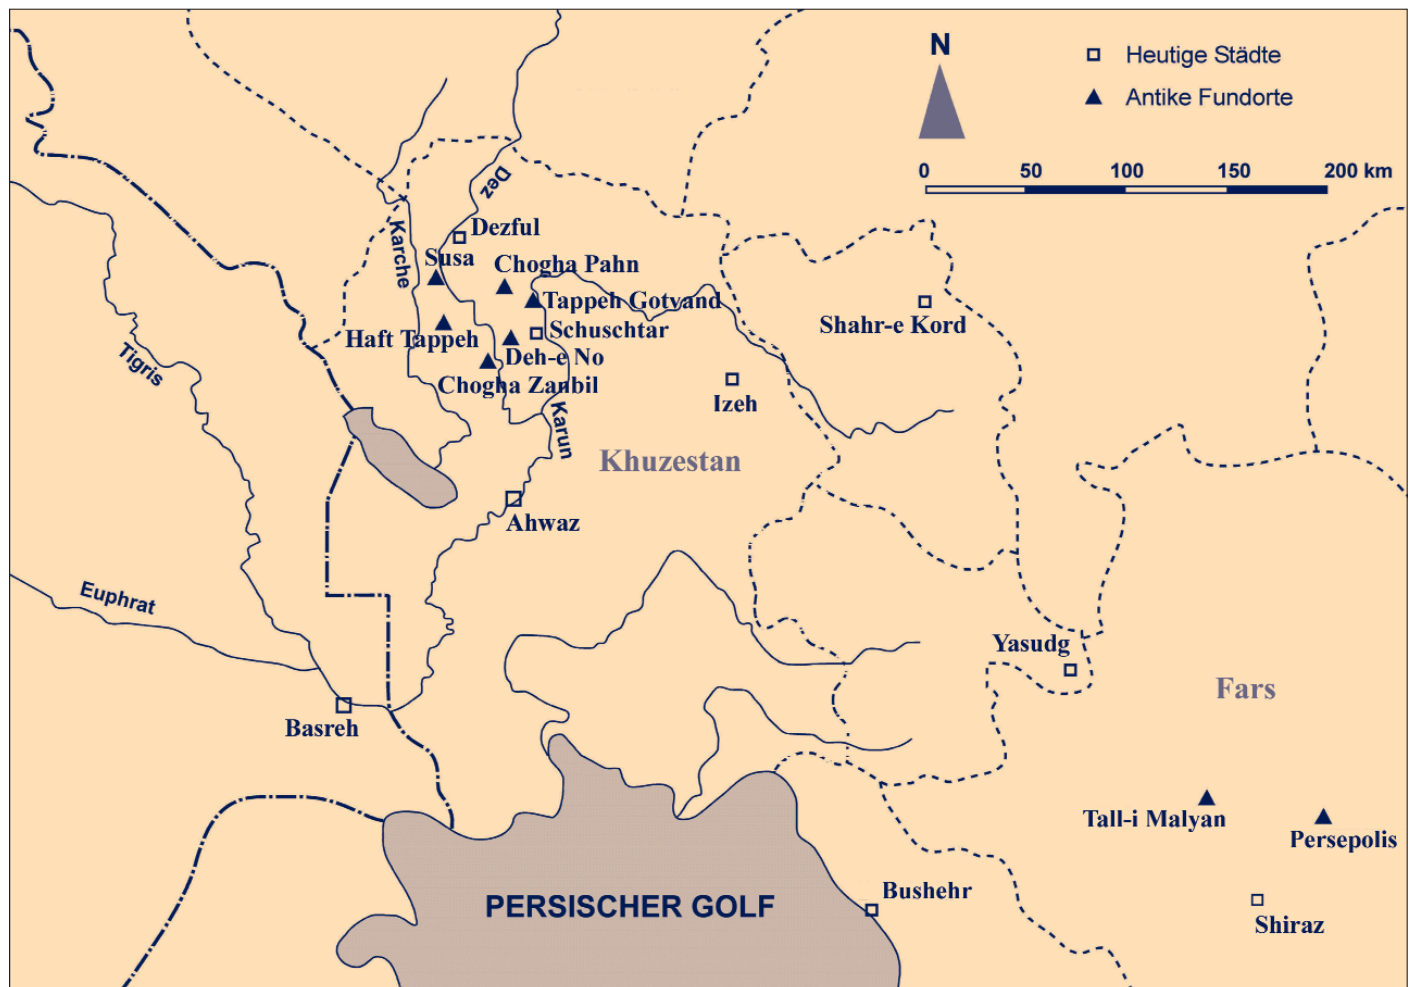 N
Heutige Städte
Antike Fundorte
0 50 100 150 200 km
Dez
Karche
Dezful
Susa
Chogha Pahn
Tappeh Gotvand
Schuschtar
Haft Tappeh
Deh-e No
Chogha Zanbil
Karun
Shahr-e Kord
Izeh
Tigris
Khuzestan
Ahwaz
Euphrat
Yasudg
Fars
Basreh
Tall-i Malyan
Persepolis
Bushehr
PERSISCHER GOLF
Shiraz